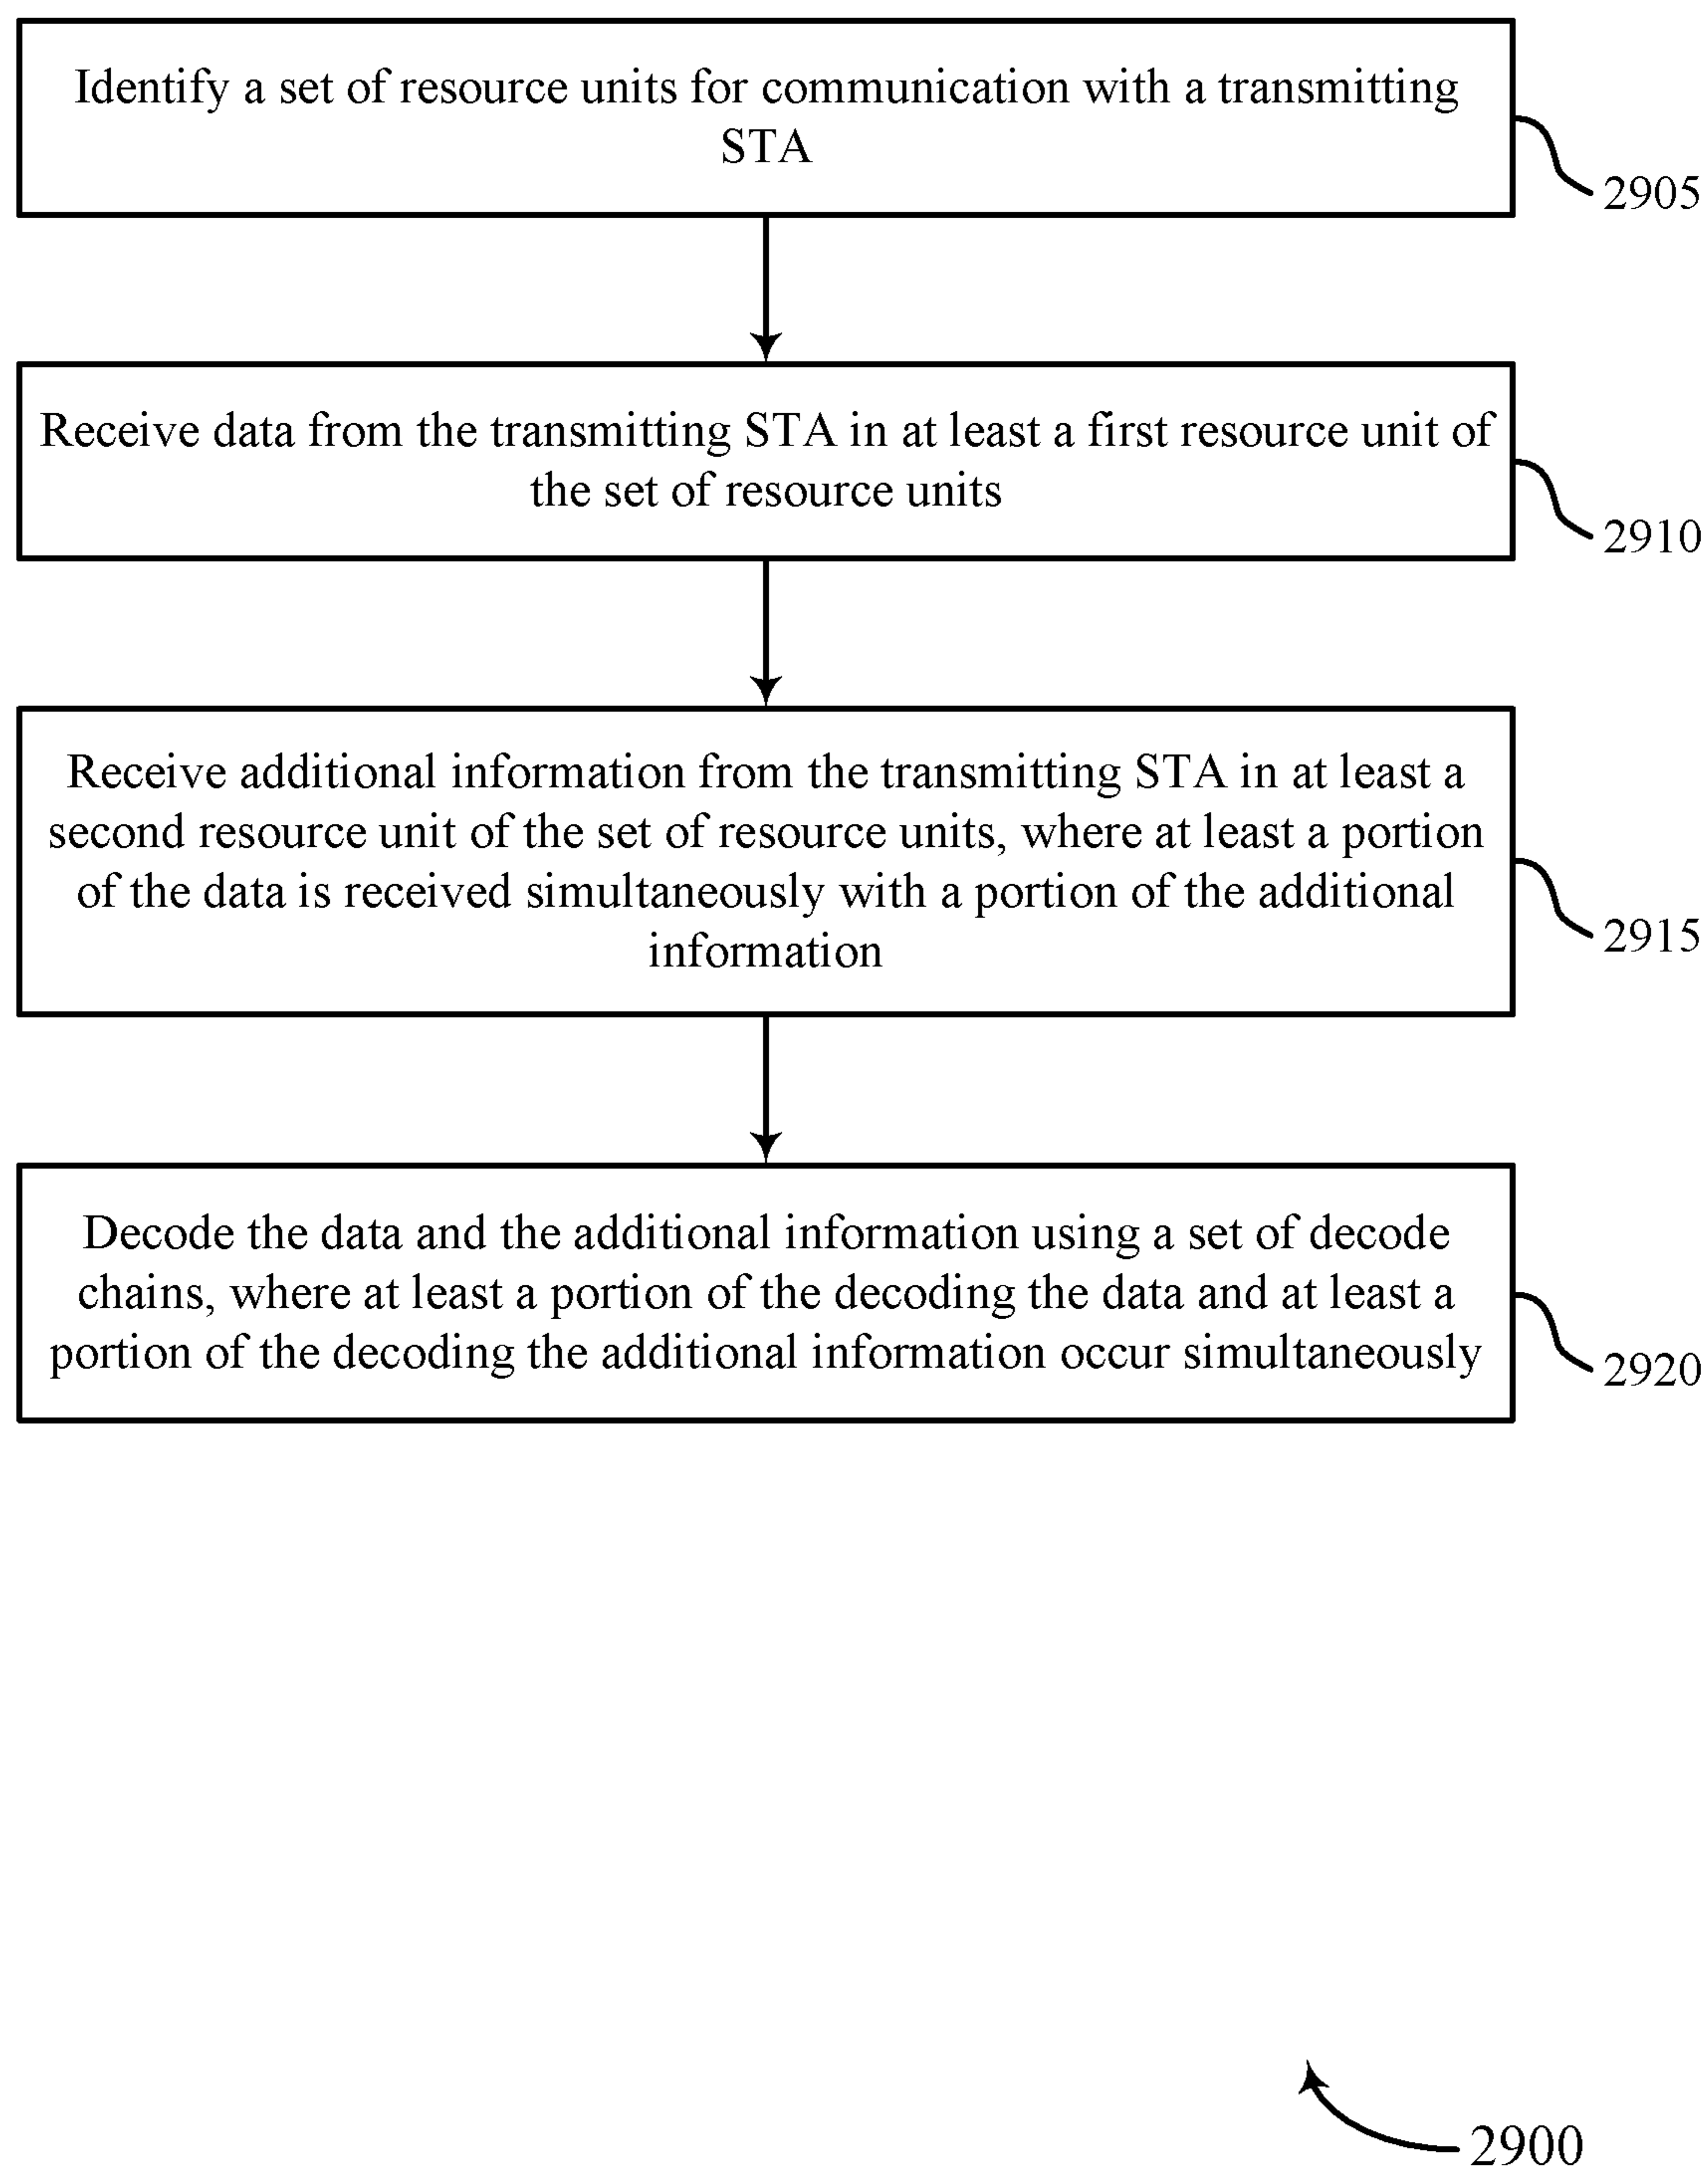 Identify a set of resource units for communication with a transmitting
STA
2905
Receive data from the transmitting STA in at least a first resource unit of
the set of resource units
2910
Receive additional information from the transmitting STA in at least a
second resource unit of the set of resource units, where at least a portion
of the data is received simultaneously with a portion of the additional
information
2915
Decode the data and the additional information using a set of decode
chains, where at least a portion of the decoding the data and at least a
portion of the decoding the additional information occur simultaneously
2920
2900